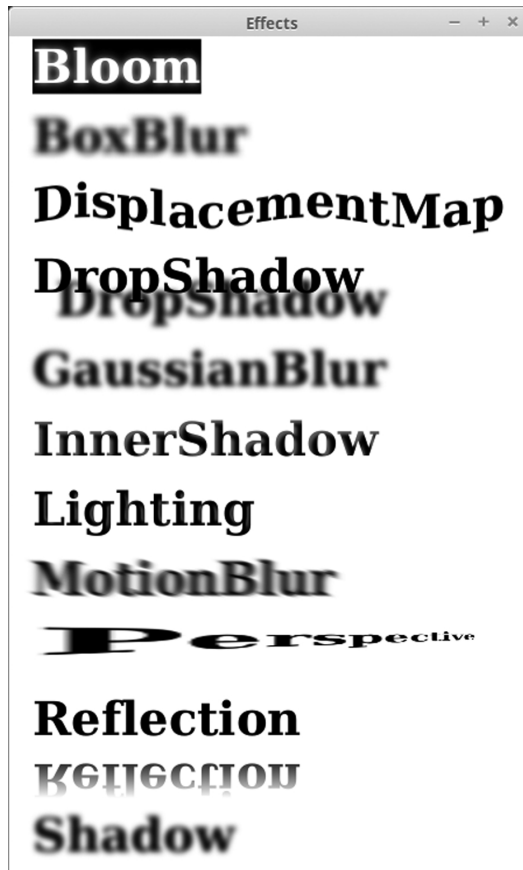 Effects
Bloom
BoxBlur
DisplacementMap
DropShadow
DropShadow
GaussianBlur
InnerShadow
Lighting
MotionBlur
Perspective
Reflection
Reflection
Shadow